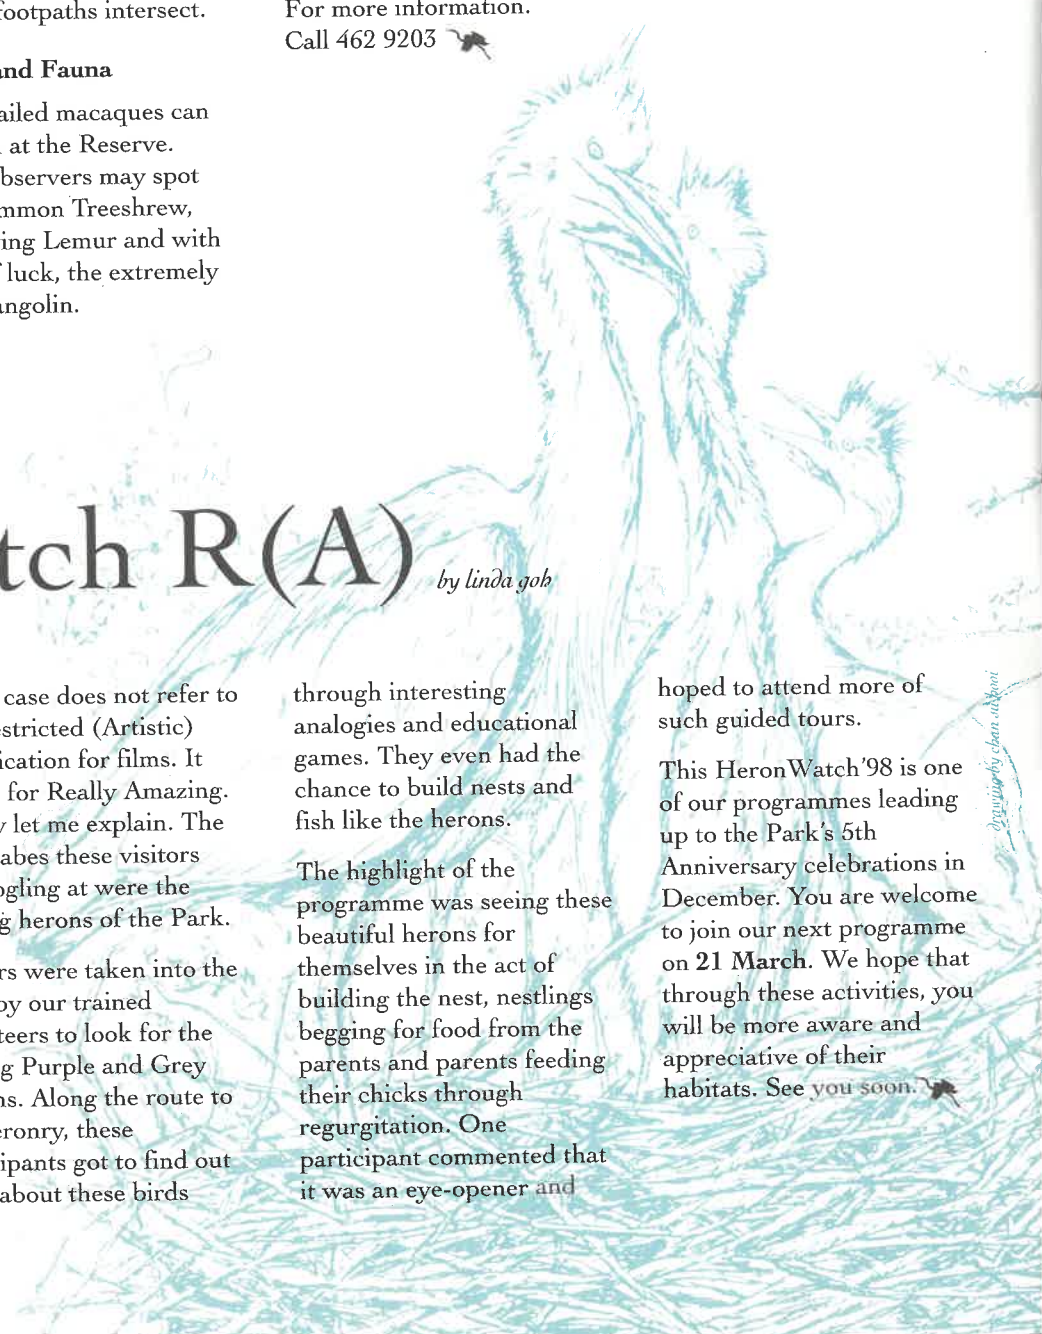 footpaths intersect.
and Fauna
ailed macaques can
at the Reserve.
bservers may spot
mmon Treeshrew,
ing Lemur and with
luck, the extremely
angolin.
For more information.
Call 462 9203
tch R(A)
by linda goh
case does not refer to
estricted (Artistic)
ication for films. It
for Really Amazing.
y let me explain. The
abes these visitors
ogling at were the
g herons of the Park.
rs were taken into the
by our trained
teers to look for the
g Purple and Grey
ns. Along the route to
eronry, these
ipants got to find out
about these birds
through interesting
analogies and educational
games. They even had the
chance to build nests and
fish like the herons.
The highlight of the
programme was seeing these
beautiful herons for
themselves in the act of
building the nest, nestlings
begging for food from the
parents and parents feeding
their chicks through
regurgitation. One
participant commented that
it was an eye-opener and
hoped to attend more of
such guided tours.
This HeronWatch'98 is one
of our programmes leading
up to the Park's 5th
Anniversary celebrations in
December. You are welcome
to join our next programme
on 21 March. We hope that
through these activities, you
will be more aware and
appreciative of their
habitats. See you soon.
drawing by chan